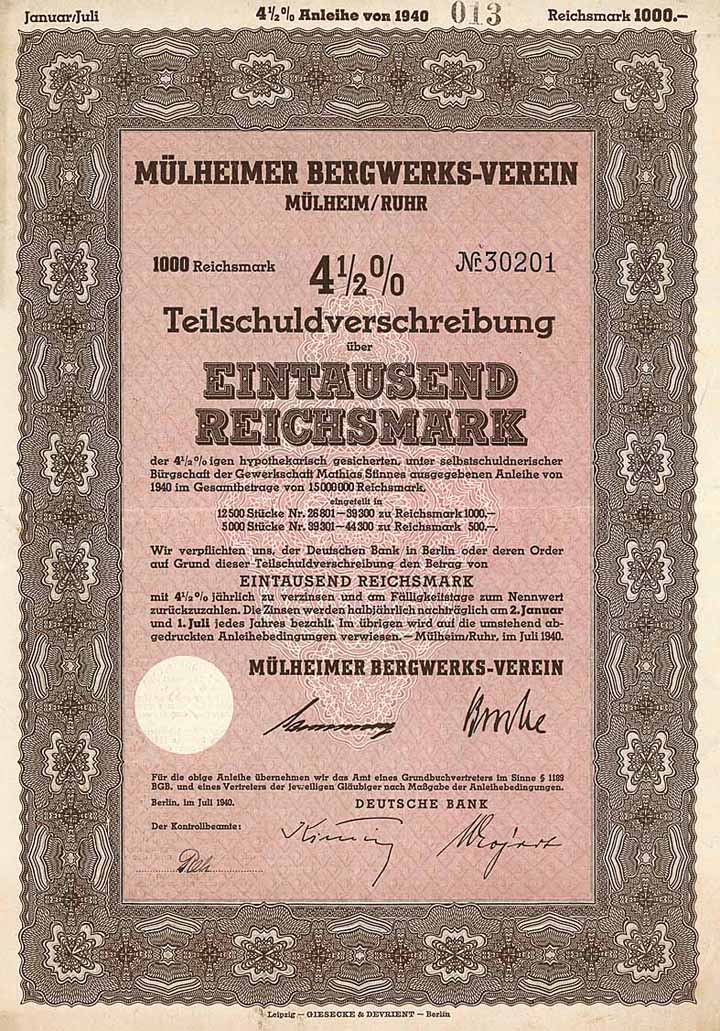 Januar/Juli 4½% Anleihe von 1940 013 Reichsmark 1000.—
MÜLHEIMER BERGWERKS-VEREIN
MÜLHEIM/RUHR
1000 Reichsmark 4½% Nr. 30201
Teilschuldverschreibung
über
EINTAUSEND
REICHSMARK
der 4½%igen hypothekarisch gesicherten, unter selbstschuldnerischer
Bürgschaft der Gewerkschaft Mathias Stinnes ausgegebenen Anleihe von
1940 im Gesamtbetrage von 15000000 Reichsmark,
eingeteilt in
12500 Stücke Nr. 26801—39300 zu Reichsmark 1000.—
5000 Stücke Nr. 39301—44300 zu Reichsmark 500.—.
Wir verpflichten uns, der Deutschen Bank in Berlin oder deren Order
auf Grund dieser Teilschuldverschreibung den Betrag von
EINTAUSEND REICHSMARK
mit 4½% jährlich zu verzinsen und am Fälligkeitstage zum Nennwert
zurückzuzahlen. Die Zinsen werden halbjährlich nachträglich am 2. Januar
und 1. Juli jedes Jahres bezahlt. Im übrigen wird auf die umstehend ab-
gedruckten Anleihebedingungen verwiesen. — Mülheim/Ruhr, im Juli 1940.
MÜLHEIMER BERGWERKS-VEREIN
Für die obige Anleihe übernehmen wir das Amt eines Grundbuchvertreters im Sinne § 1189
BGB. und eines Vertreters der jeweiligen Gläubiger nach Maßgabe der Anleihebedingungen.
Berlin, im Juli 1940. DEUTSCHE BANK
Der Kontrollbeamte:
Leipzig — GIESECKE & DEVRIENT — Berlin